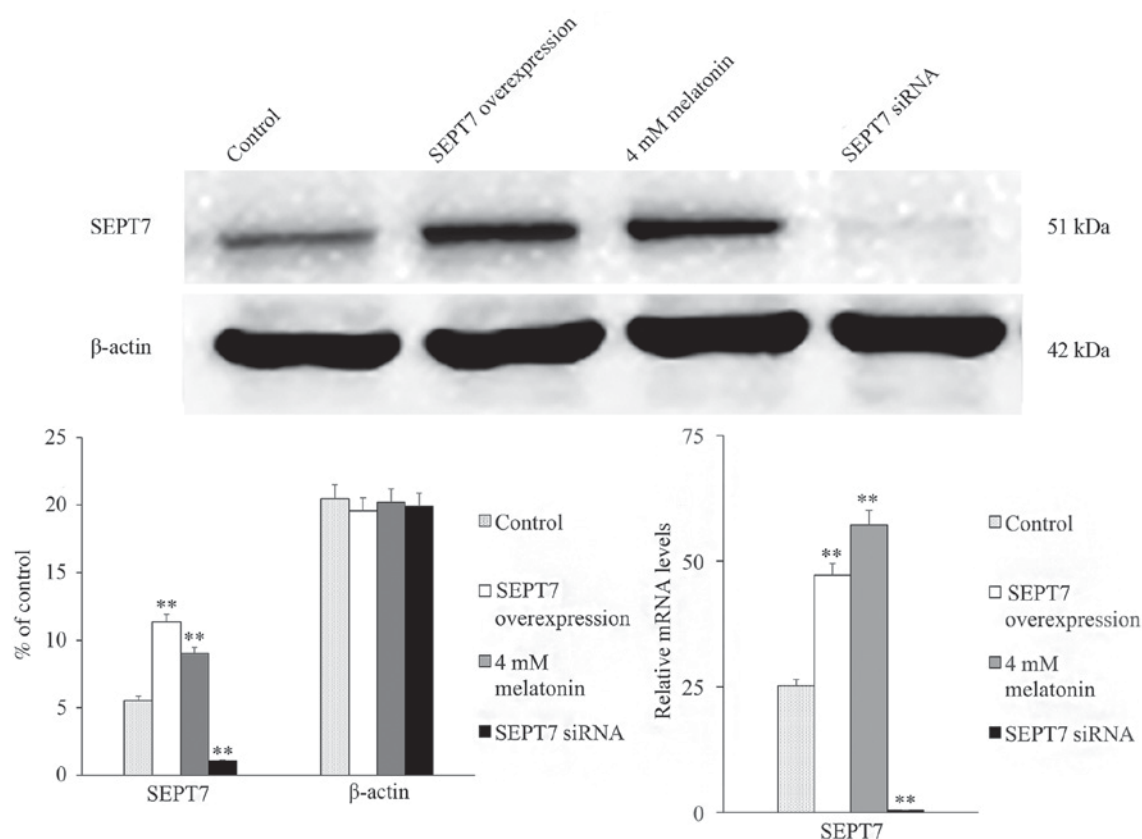 Control
SEPT7 overexpression
4 mM melatonin
SEPT7 siRNA
SEPT7
51 kDa
β-actin
42 kDa
25
20
15
10
5
0
% of control
**
**
**
SEPT7
β-actin
Control
SEPT7
overexpression
4 mM
melatonin
SEPT7 siRNA
75
50
25
0
Relative mRNA levels
**
**
**
SEPT7
Control
SEPT7
overexpression
4 mM
melatonin
SEPT7 siRNA